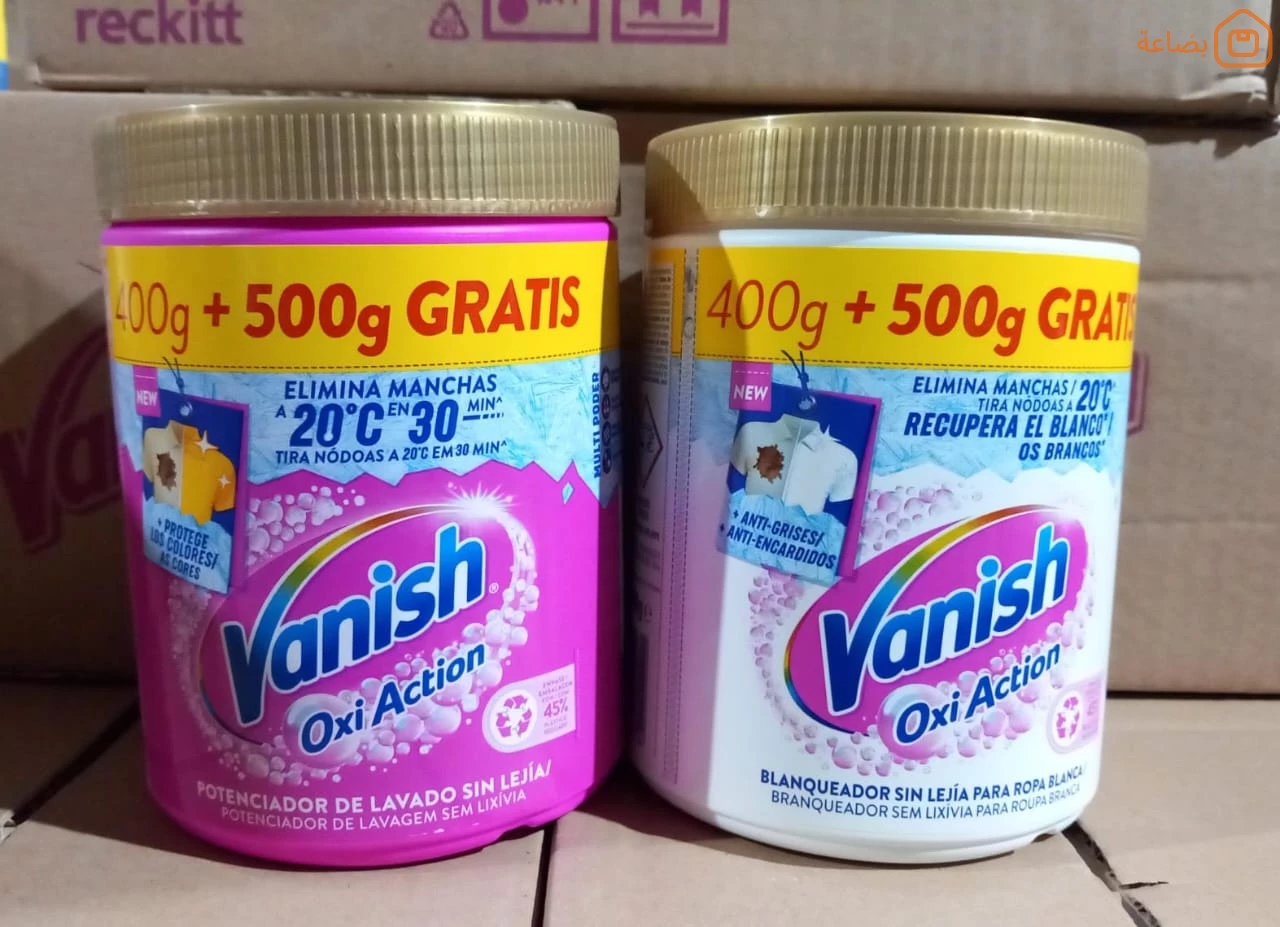 reckitt
بضاعة
400g + 500g GRATIS
NEW
ELIMINA MANCHAS
A 20°C EN 30 MIN^
TIRA NÓDOAS A 20°C EM 30 MIN^
MULTI PODER
+ PROTEGE
LOS COLORES/
AS CORES
Vanish®
Oxi Action
45%
POTENCIADOR DE LAVADO SIN LEJÍA/
POTENCIADOR DE LAVAGEM SEM LIXÍVIA
400g + 500g GRATIS
NEW
ELIMINA MANCHAS /
TIRA NÓDOAS A 20°C
RECUPERA EL BLANCO*/
OS BRANCOS*
+ ANTI-GRISES/
+ ANTI-ENCARDIDOS
Vanish
Oxi Action
BLANQUEADOR SIN LEJÍA PARA ROPA BLANCA/
BRANQUEADOR SEM LIXÍVIA PARA ROUPA BRANCA